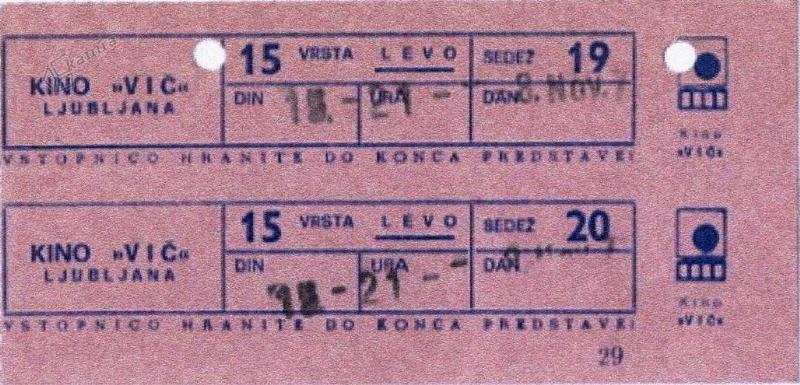 15 VRSTA LEVO SEDEŽ 19
KINO »VIČ«
LJUBLJANA
DIN 18.- URA 21 - DAN 8. NOV.
Kino
»VIČ«
VSTOPNICO HRANITE DO KONCA PREDSTAVE!
15 VRSTA LEVO SEDEŽ 20
KINO »VIČ«
LJUBLJANA
DIN 18 - URA 21 - - DAN
Kino
»VIČ«
VSTOPNICO HRANITE DO KONCA PREDSTAVE!
29